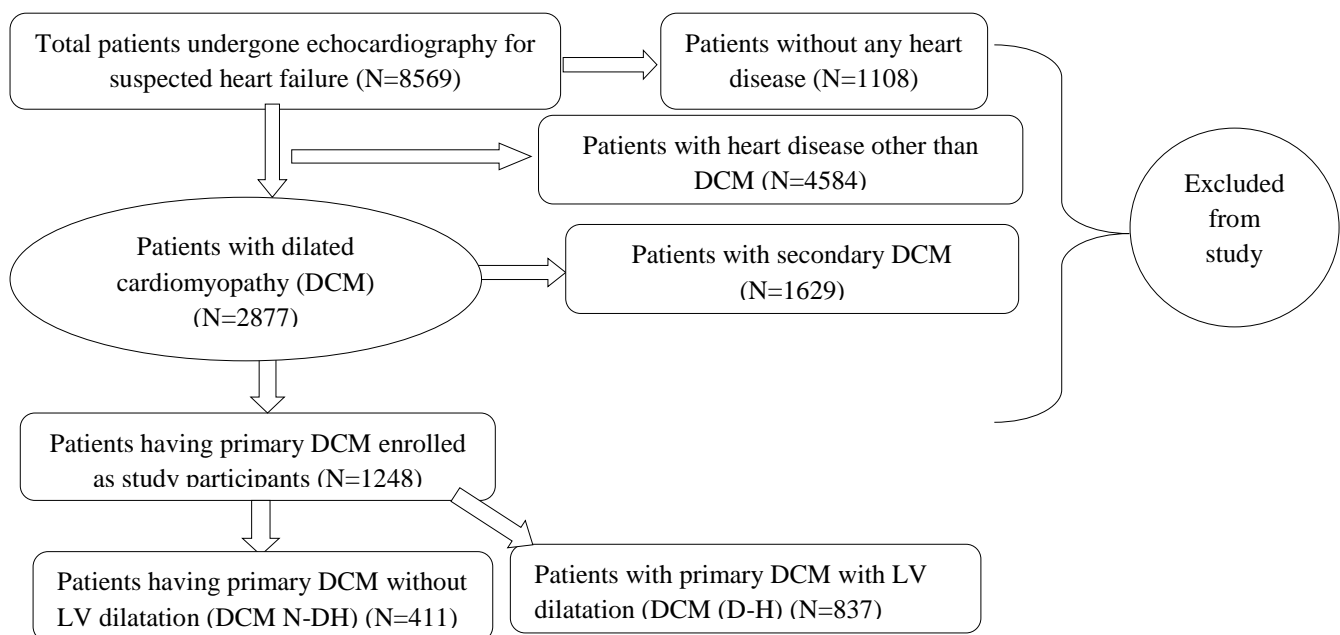 Total patients undergone echocardiography for
suspected heart failure (N=8569)
Patients without any heart
disease (N=1108)
Patients with heart disease other than
DCM (N=4584)
Excluded
from
study
Patients with dilated
cardiomyopathy (DCM)
(N=2877)
Patients with secondary DCM
(N=1629)
Patients having primary DCM enrolled
as study participants (N=1248)
Patients having primary DCM without
LV dilatation (DCM N-DH) (N=411)
Patients with primary DCM with LV
dilatation (DCM (D-H) (N=837)